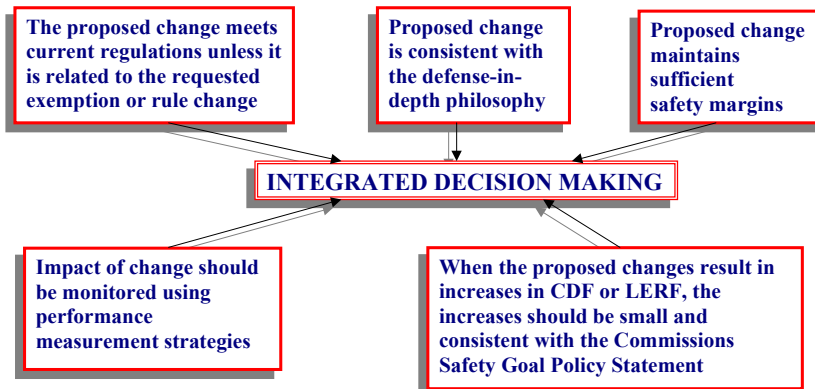 The proposed change meets
current regulations unless it
is related to the requested
exemption or rule change
Proposed change
is consistent with
the defense-in-
depth philosophy
Proposed change
maintains
sufficient
safety margins
INTEGRATED DECISION MAKING
Impact of change should
be monitored using
performance
measurement strategies
When the proposed changes result in
increases in CDF or LERF, the
increases should be small and
consistent with the Commissions
Safety Goal Policy Statement